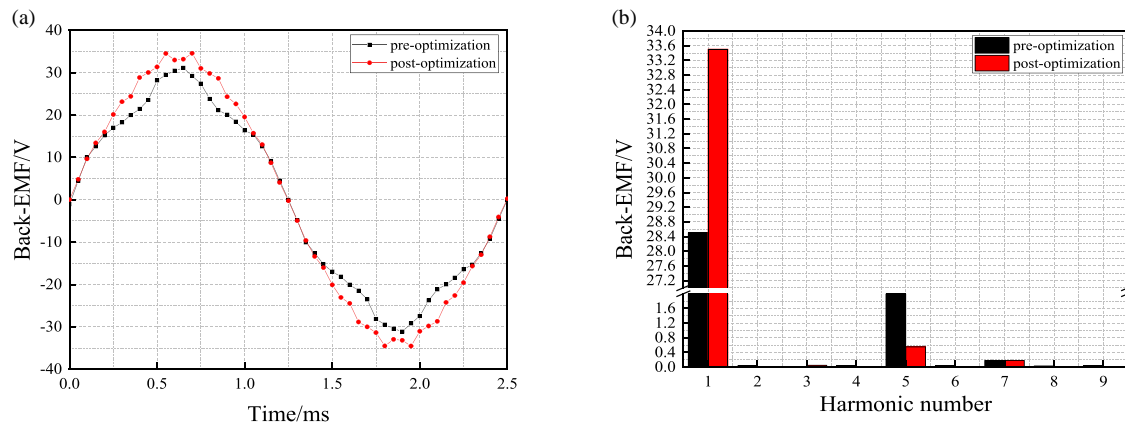 (a)
40
30
20
10
0
-10
-20
-30
-40
Back-EMF/V
pre-optimization
post-optimization
0.0 0.5 1.0 1.5 2.0 2.5
Time/ms
(b)
34.0
33.6
33.2
32.8
32.4
32.0
31.6
31.2
30.8
30.4
30.0
29.6
29.2
28.8
28.4
28.0
27.6
27.2
1.6
1.2
0.8
0.4
0.0
Back-EMF/V
pre-optimization
post-optimization
1 2 3 4 5 6 7 8 9
Harmonic number